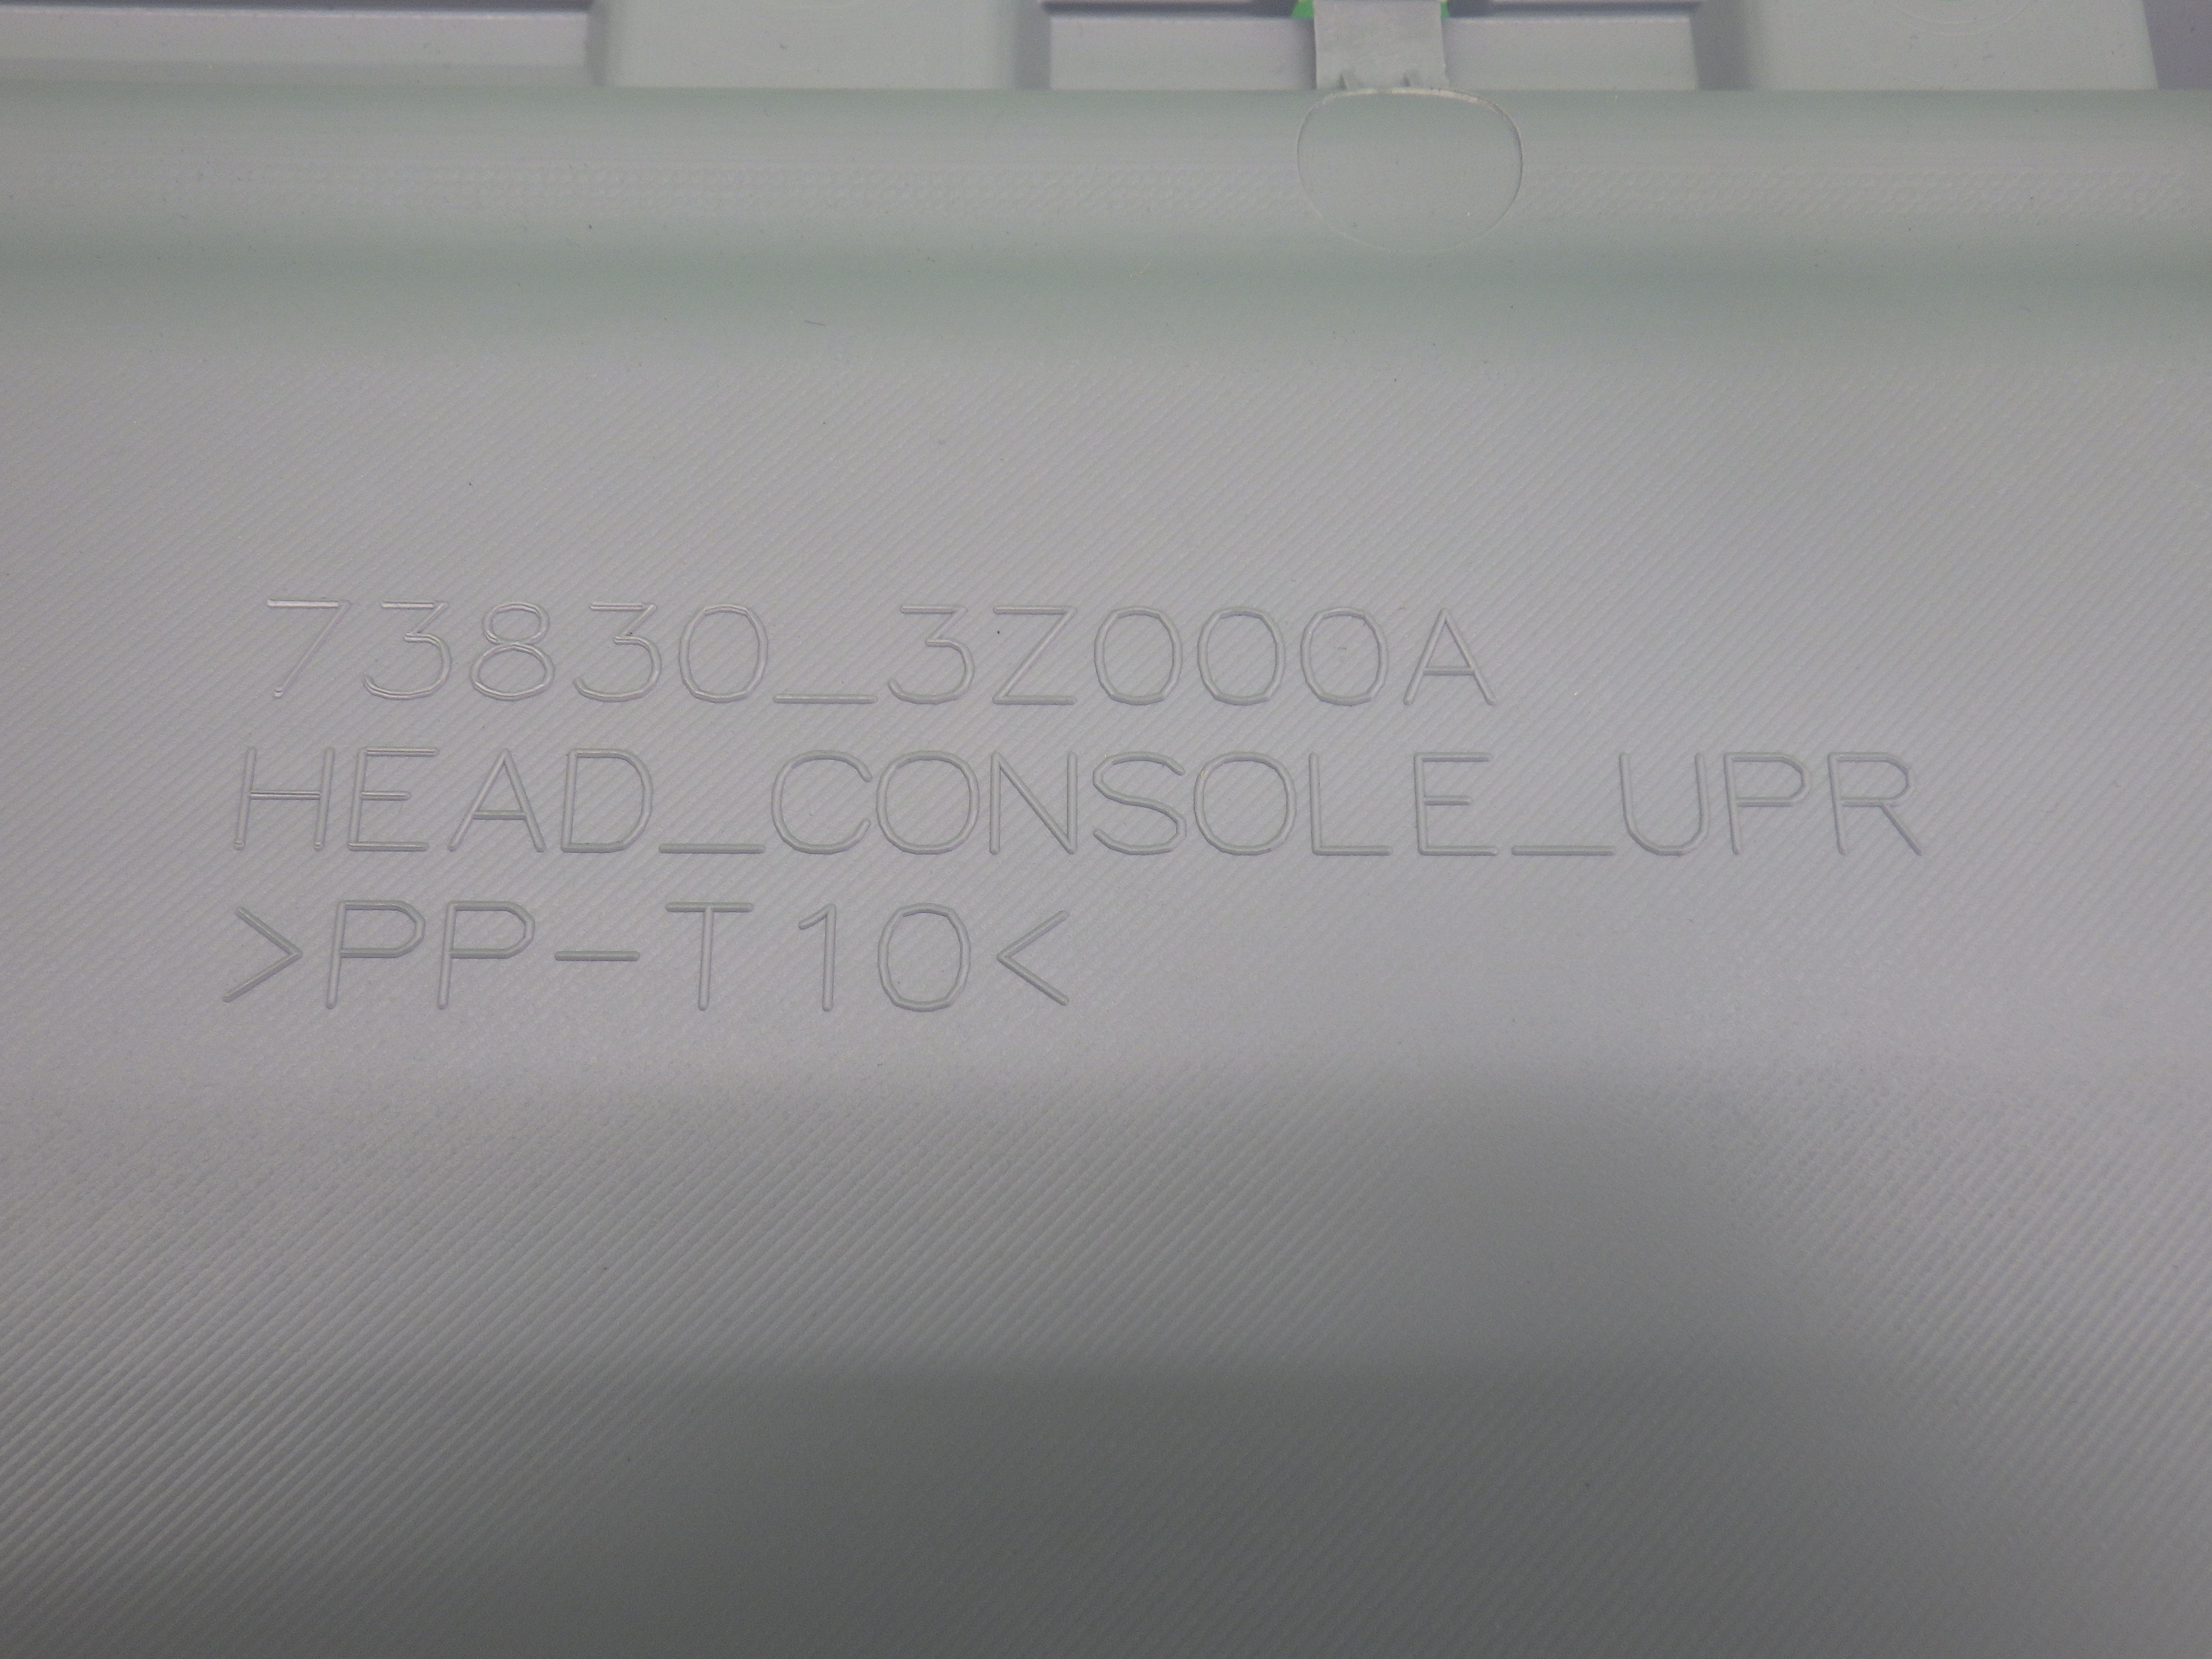 73830_3Z000A
HEAD_CONSOLE_UPR
>PP-T10<